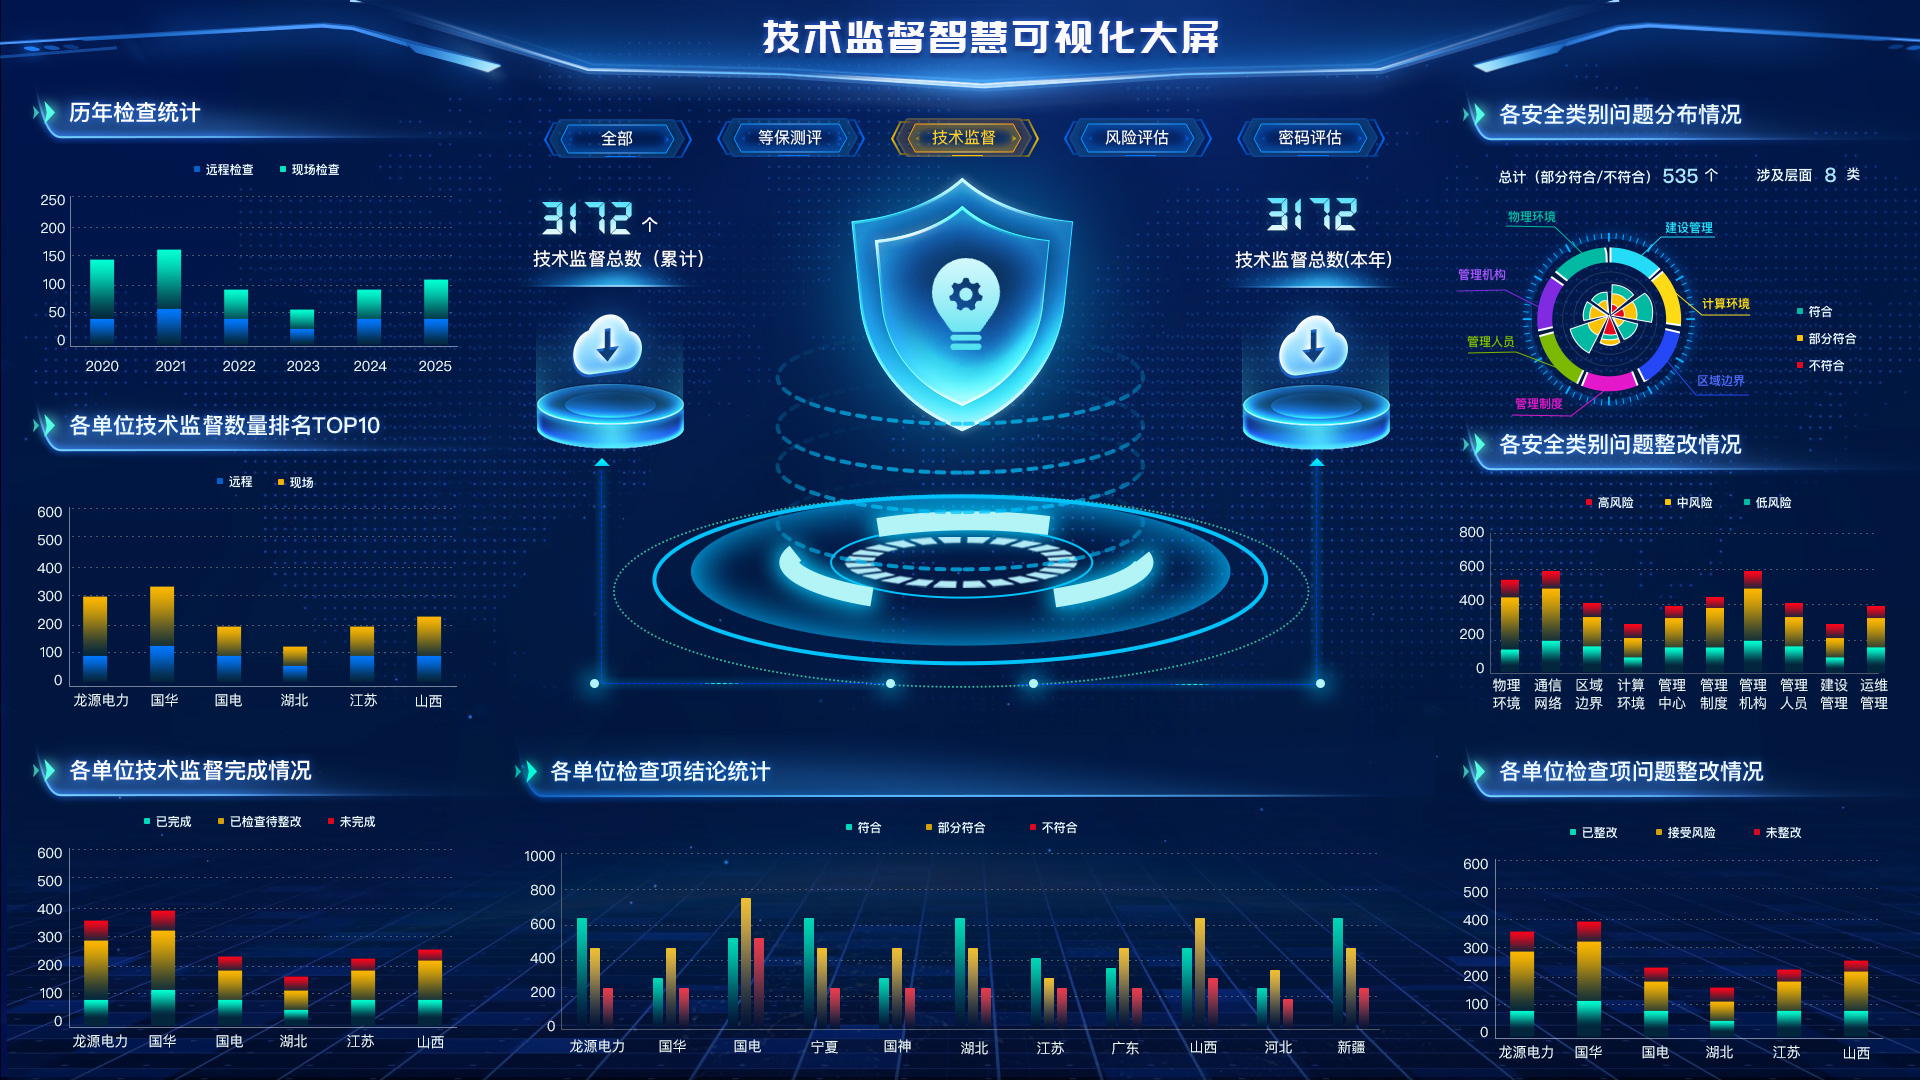 技术监督智慧可视化大屏
全部
等保测评
技术监督
风险评估
密码评估
历年检查统计
远程检查
现场检查
250
200
150
100
50
0
2020
2021
2022
2023
2024
2025
各单位技术监督数量排名TOP10
远程
现场
600
500
400
300
200
100
0
龙源电力
国华
国电
湖北
江苏
山西
各单位技术监督完成情况
已完成
已检查待整改
未完成
600
500
400
300
200
100
0
龙源电力
国华
国电
湖北
江苏
山西
3172 个
技术监督总数（累计）
3172
技术监督总数(本年)
各单位检查项结论统计
符合
部分符合
不符合
1000
800
600
400
200
0
龙源电力
国华
国电
宁夏
国神
湖北
江苏
广东
山西
河北
新疆
各安全类别问题分布情况
总计（部分符合/不符合） 535 个
涉及层面 8 类
物理环境
建设管理
管理机构
计算环境
管理人员
区域边界
管理制度
符合
部分符合
不符合
各安全类别问题整改情况
高风险
中风险
低风险
800
600
400
200
0
物理环境
通信网络
区域边界
计算环境
管理中心
管理制度
管理机构
管理人员
建设管理
运维管理
各单位检查项问题整改情况
已整改
接受风险
未整改
600
500
400
300
200
100
0
龙源电力
国华
国电
湖北
江苏
山西